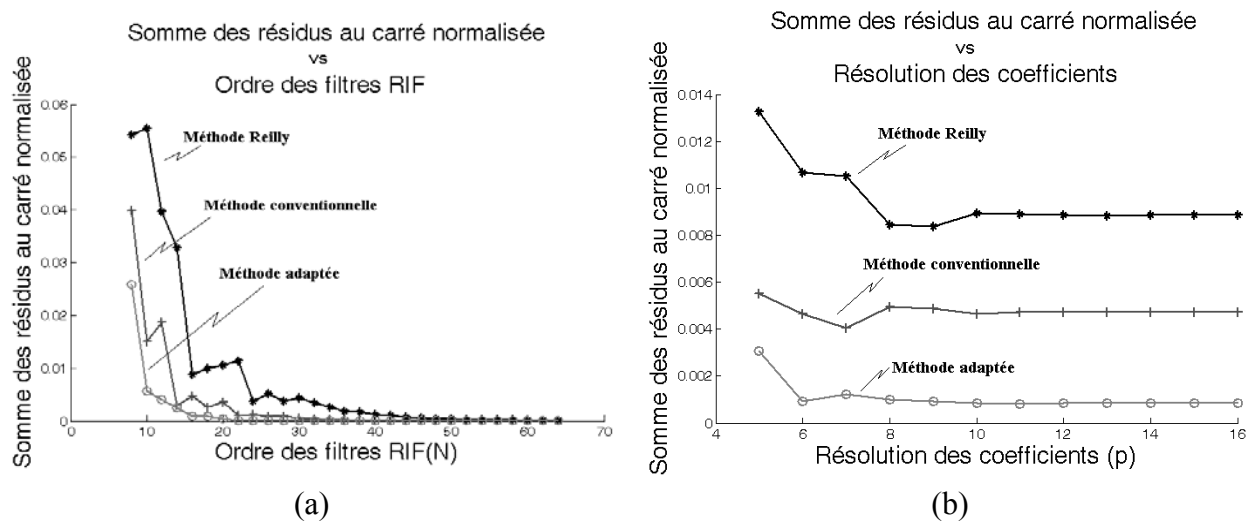 Somme des résidus au carré normalisée
vs
Ordre des filtres RIF
Somme des résidus au carré normalisée
0.06
0.05
0.04
0.03
0.02
0.01
0
0 10 20 30 40 50 60 70
Méthode Reilly
Méthode conventionnelle
Méthode adaptée
Ordre des filtres RIF(N)
(a)
Somme des résidus au carré normalisée
vs
Résolution des coefficients
Somme des résidus au carré normalisée
0.014
0.012
0.01
0.008
0.006
0.004
0.002
0
4 6 8 10 12 14 16
Méthode Reilly
Méthode conventionnelle
Méthode adaptée
Résolution des coefficients (p)
(b)